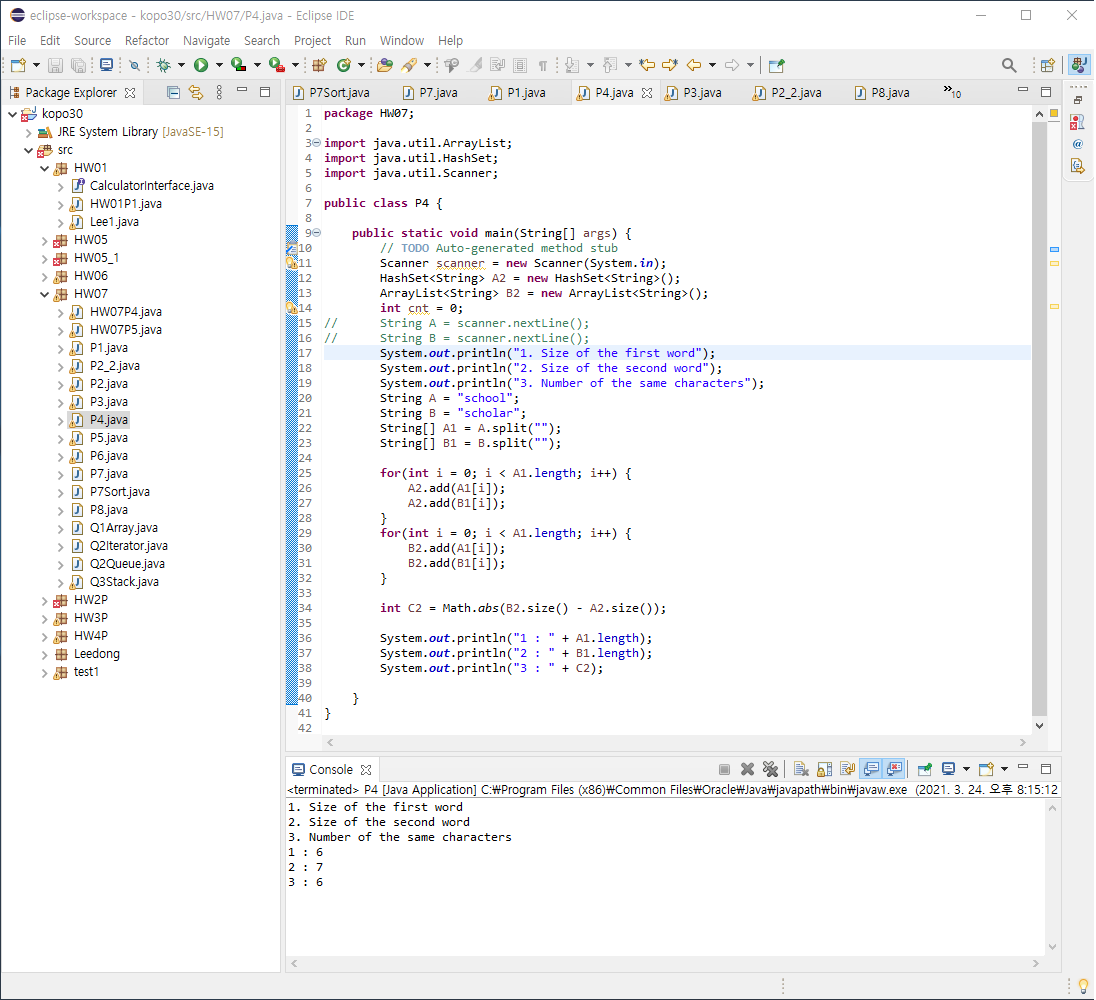 eclipse-workspace - kopo30/src/HW07/P4.java - Eclipse IDE
File Edit Source Refactor Navigate Search Project Run Window Help
Package Explorer
kopo30
JRE System Library [JavaSE-15]
src
HW01
CalculatorInterface.java
HW01P1.java
Lee1.java
HW05
HW05_1
HW06
HW07
HW07P4.java
HW07P5.java
P1.java
P2_2.java
P2.java
P3.java
P4.java
P5.java
P6.java
P7.java
P7Sort.java
P8.java
Q1Array.java
Q2Iterator.java
Q2Queue.java
Q3Stack.java
HW2P
HW3P
HW4P
Leedong
test1
P7Sort.java P7.java P1.java P4.java P3.java P2_2.java P8.java »10
1 package HW07;
2
3 import java.util.ArrayList;
4 import java.util.HashSet;
5 import java.util.Scanner;
6
7 public class P4 {
8
9 public static void main(String[] args) {
10 // TODO Auto-generated method stub
11 Scanner scanner = new Scanner(System.in);
12 HashSet<String> A2 = new HashSet<String>();
13 ArrayList<String> B2 = new ArrayList<String>();
14 int cnt = 0;
15 // String A = scanner.nextLine();
16 // String B = scanner.nextLine();
17 System.out.println("1. Size of the first word");
18 System.out.println("2. Size of the second word");
19 System.out.println("3. Number of the same characters");
20 String A = "school";
21 String B = "scholar";
22 String[] A1 = A.split("");
23 String[] B1 = B.split("");
24
25 for(int i = 0; i < A1.length; i++) {
26 A2.add(A1[i]);
27 A2.add(B1[i]);
28 }
29 for(int i = 0; i < A1.length; i++) {
30 B2.add(A1[i]);
31 B2.add(B1[i]);
32 }
33
34 int C2 = Math.abs(B2.size() - A2.size());
35
36 System.out.println("1 : " + A1.length);
37 System.out.println("2 : " + B1.length);
38 System.out.println("3 : " + C2);
39
40 }
41 }
42
Console
<terminated> P4 [Java Application] C:₩Program Files (x86)₩Common Files₩Oracle₩Java₩javapath₩bin₩javaw.exe (2021. 3. 24. 오후 8:15:12
1. Size of the first word
2. Size of the second word
3. Number of the same characters
1 : 6
2 : 7
3 : 6